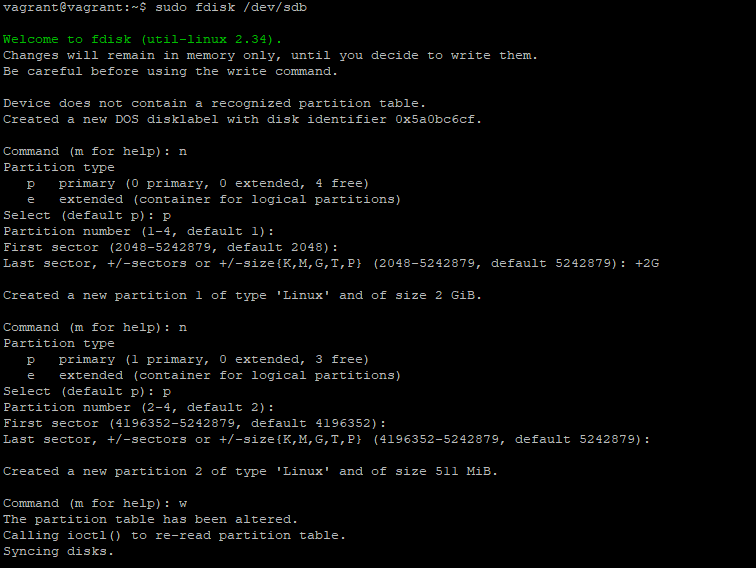 vagrant@vagrant:~$ sudo fdisk /dev/sdb
Welcome to fdisk (util-linux 2.34).
Changes will remain in memory only, until you decide to write them.
Be careful before using the write command.
Device does not contain a recognized partition table.
Created a new DOS disklabel with disk identifier 0x5a0bc6cf.
Command (m for help): n
Partition type
   p   primary (0 primary, 0 extended, 4 free)
   e   extended (container for logical partitions)
Select (default p): p
Partition number (1-4, default 1):
First sector (2048-5242879, default 2048):
Last sector, +/-sectors or +/-size{K,M,G,T,P} (2048-5242879, default 5242879): +2G
Created a new partition 1 of type 'Linux' and of size 2 GiB.
Command (m for help): n
Partition type
   p   primary (1 primary, 0 extended, 3 free)
   e   extended (container for logical partitions)
Select (default p): p
Partition number (2-4, default 2):
First sector (4196352-5242879, default 4196352):
Last sector, +/-sectors or +/-size{K,M,G,T,P} (4196352-5242879, default 5242879):
Created a new partition 2 of type 'Linux' and of size 511 MiB.
Command (m for help): w
The partition table has been altered.
Calling ioctl() to re-read partition table.
Syncing disks.